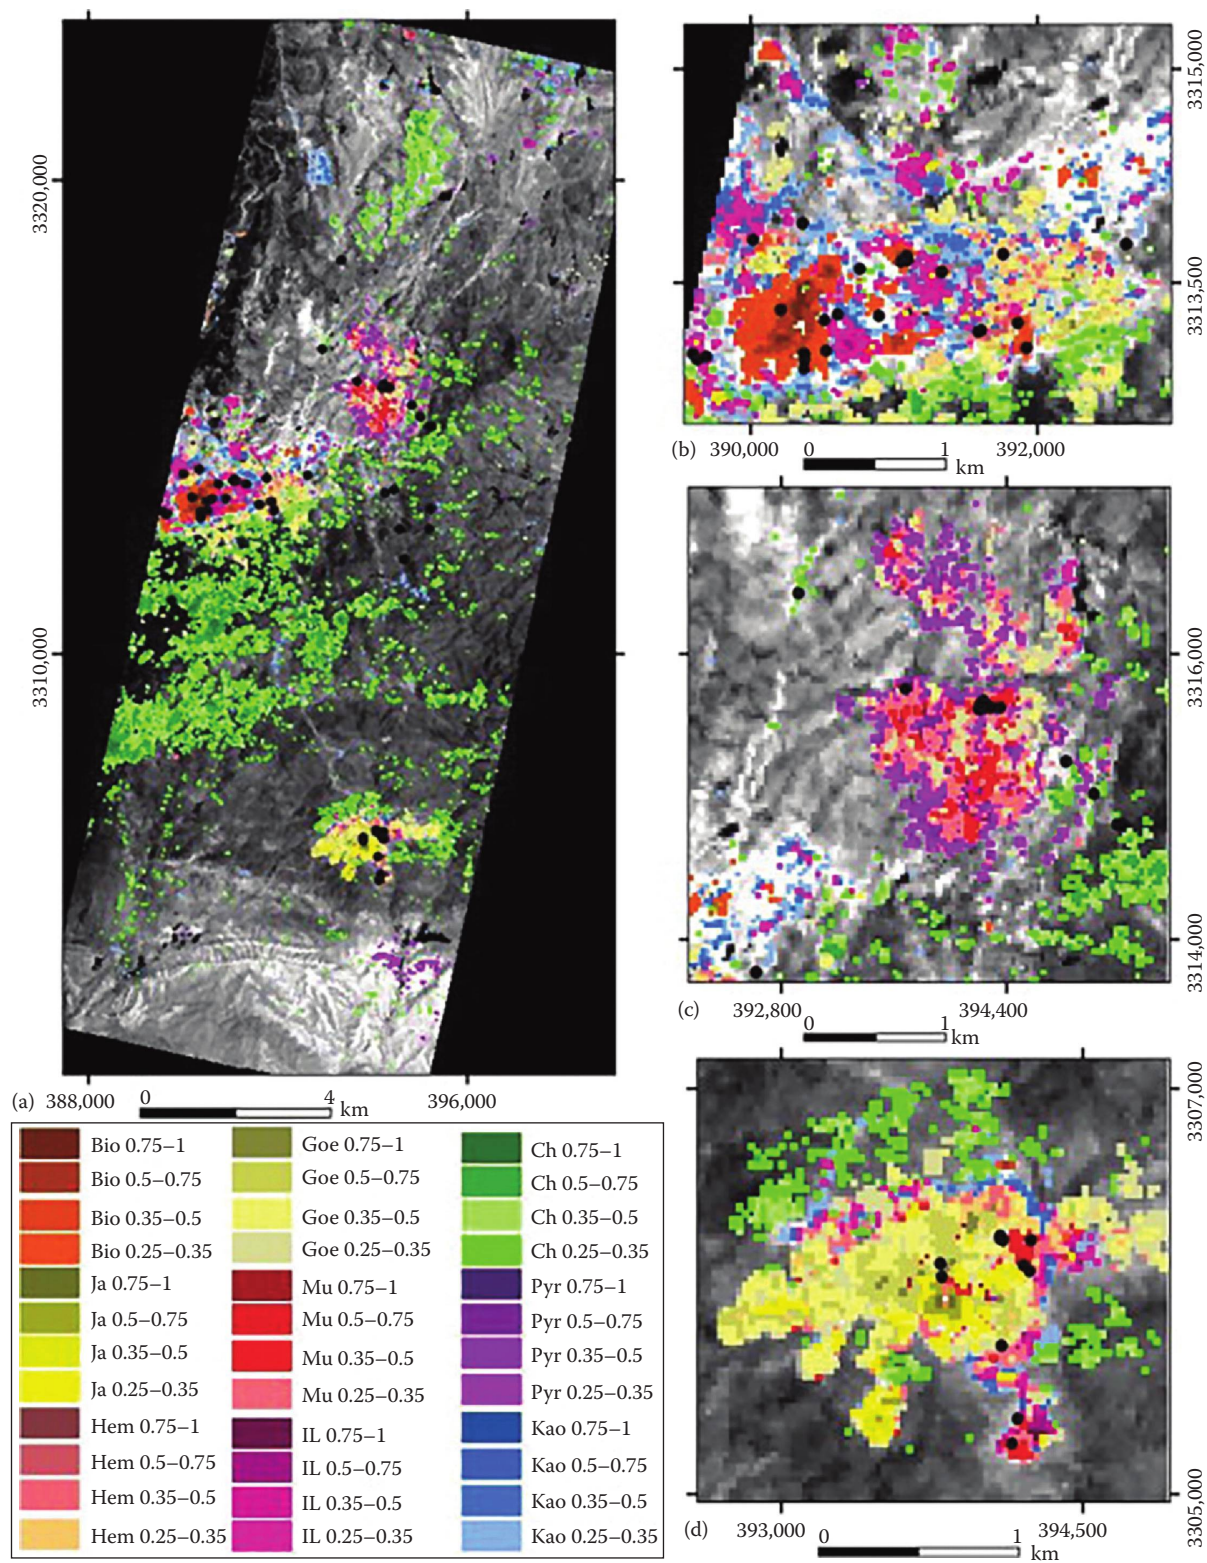 3320,000
3310,000
(a) 388,000 0 4 km 396,000
3315,000
3313,500
(b) 390,000 0 1 km 392,000
3316,000
3314,000
(c) 392,800 0 1 km 394,400
3307,000
3305,000
(d) 393,000 0 1 km 394,500
Bio 0.75–1
Bio 0.5–0.75
Bio 0.35–0.5
Bio 0.25–0.35
Ja 0.75–1
Ja 0.5–0.75
Ja 0.35–0.5
Ja 0.25–0.35
Hem 0.75–1
Hem 0.5–0.75
Hem 0.35–0.5
Hem 0.25–0.35
Goe 0.75–1
Goe 0.5–0.75
Goe 0.35–0.5
Goe 0.25–0.35
Mu 0.75–1
Mu 0.5–0.75
Mu 0.35–0.5
Mu 0.25–0.35
IL 0.75–1
IL 0.5–0.75
IL 0.35–0.5
IL 0.25–0.35
Ch 0.75–1
Ch 0.5–0.75
Ch 0.35–0.5
Ch 0.25–0.35
Pyr 0.75–1
Pyr 0.5–0.75
Pyr 0.35–0.5
Pyr 0.25–0.35
Kao 0.75–1
Kao 0.5–0.75
Kao 0.35–0.5
Kao 0.25–0.35